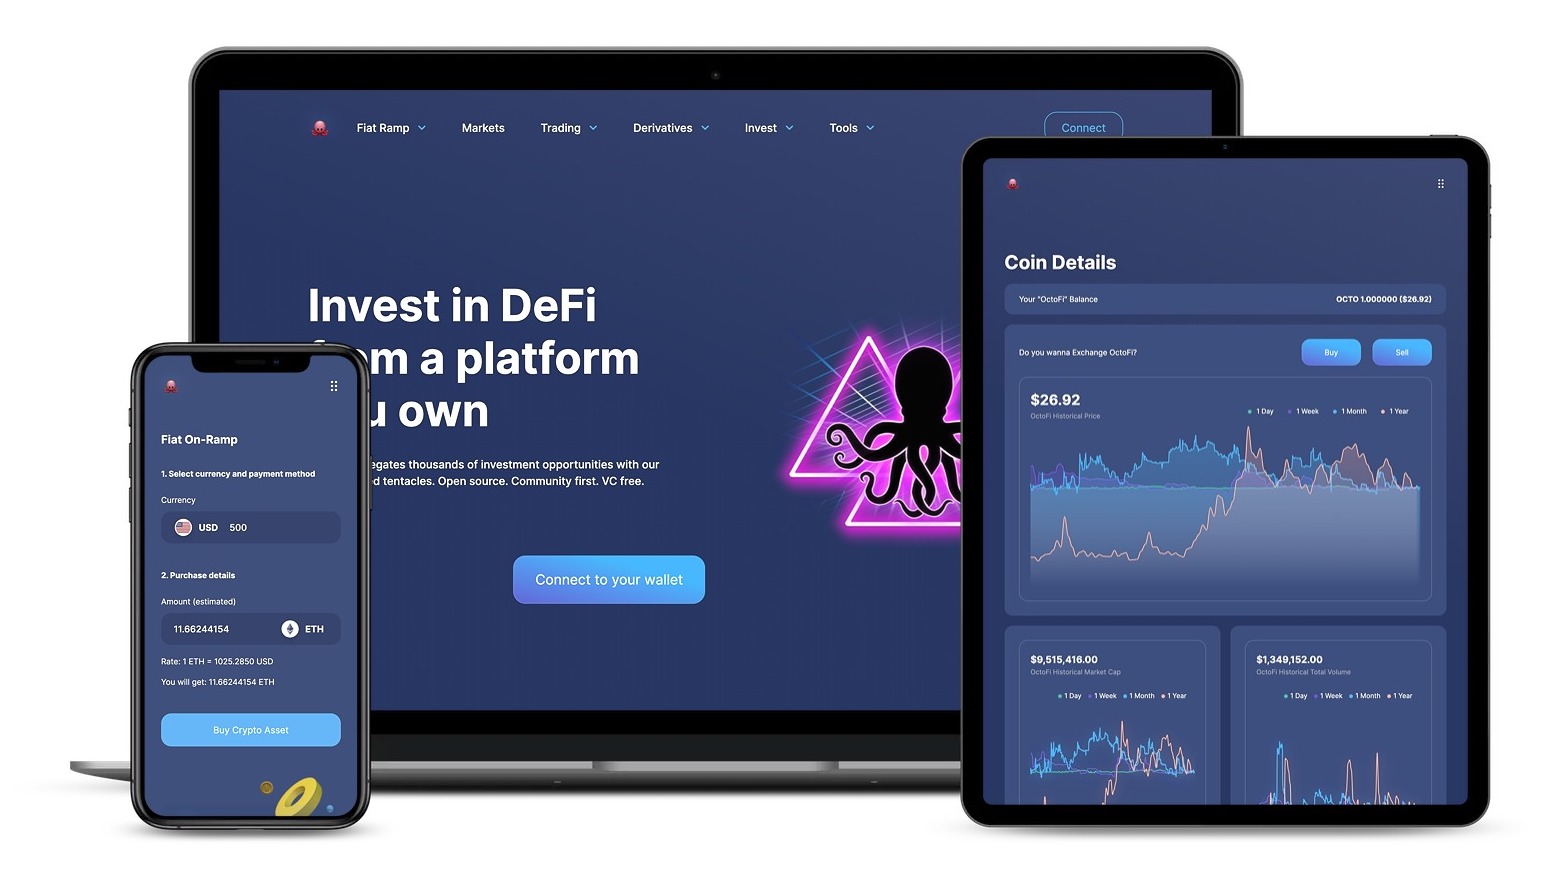 Fiat Ramp Markets Trading Derivatives Invest Tools Connect
Invest in DeFi
a platform
own
thousands of investment opportunities with our
tentacles. Open source. Community first. VC free.
Connect to your wallet
Fiat On-Ramp
1. Select currency and payment method
Currency
USD 500
2. Purchase details
Amount (estimated)
11.66244154 ETH
Rate: 1 ETH = 1025.2850 USD
You will get: 11.66244154 ETH
Buy Crypto Asset
Coin Details
Your "OctoFi" Balance OCTO 1.000000 ($26.92)
Do you wanna Exchange OctoFi? Buy Sell
$26.92
OctoFi Historical Price
1 Day 1 Week 1 Month 1 Year
$9,515,416.00
OctoFi Historical Market Cap
1 Day 1 Week 1 Month 1 Year
$1,349,152.00
OctoFi Historical Total Volume
1 Day 1 Week 1 Month 1 Year